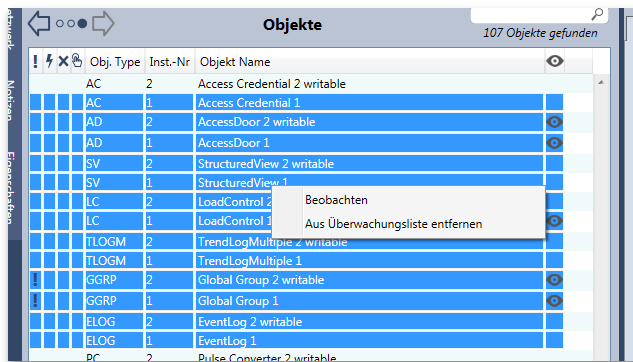 Objekte
107 Objekte gefunden
Notizen
Eigenschaften
! Obj. Type Inst.-Nr Objekt Name
AC 2 Access Credential 2 writable
AC 1 Access Credential 1
AD 2 AccessDoor 2 writable
AD 1 AccessDoor 1
SV 2 StructuredView 2 writable
SV 1 StructuredView 1
LC 2 LoadControl 2
LC 1 LoadControl 1
Beobachten
Aus Überwachungsliste entfernen
TLOGM 2 TrendLogMultiple 2 writable
TLOGM 1 TrendLogMultiple 1
! GGRP 2 Global Group 2 writable
! GGRP 1 Global Group 1
ELOG 2 EventLog 2 writable
ELOG 1 EventLog 1
PC 2 Pulse Converter 2 writable